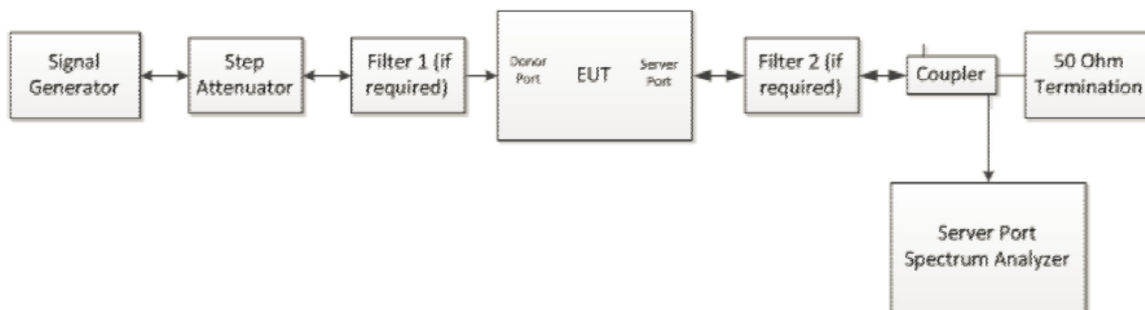 Signal
Generator
Step
Attenuator
Filter 1 (if
required)
Donor
Port
EUT
Server
Port
Filter 2 (if
required)
Coupler
50 Ohm
Termination
Server Port
Spectrum Analyzer